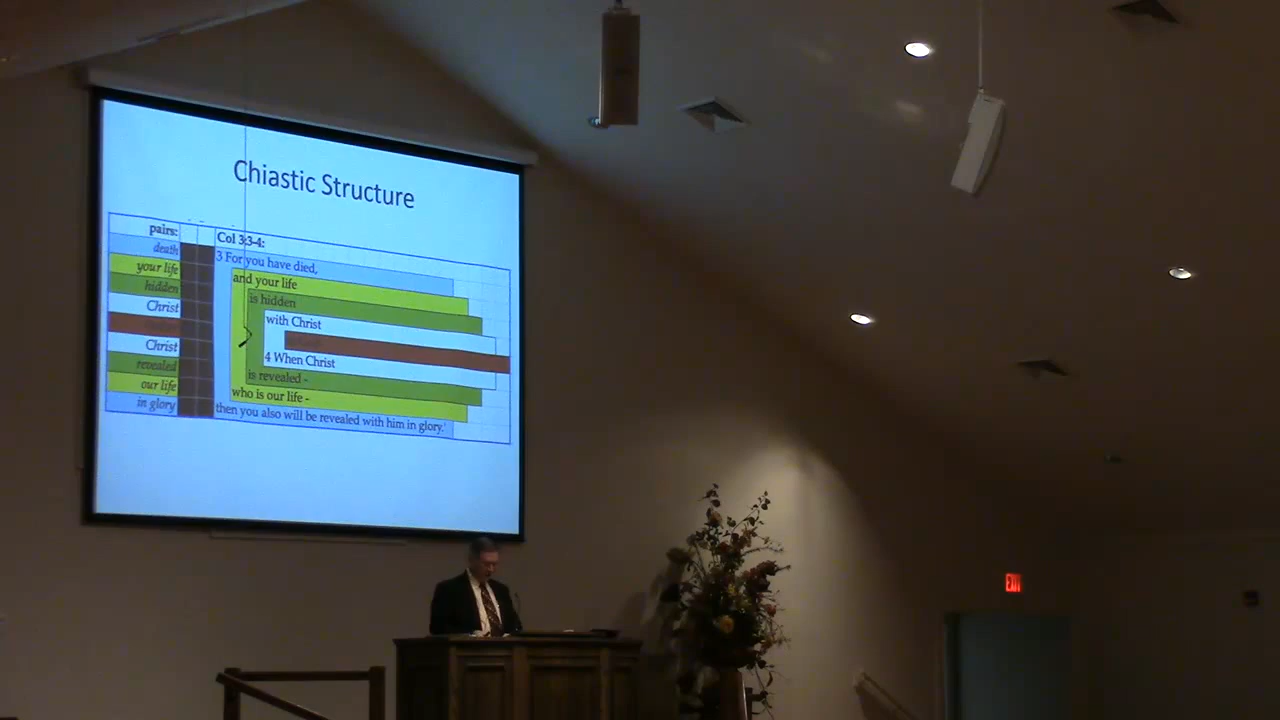 Chiastic Structure
pairs:
Col 3:3-4:
death
3 For you have died,
your life
and your life
hidden
is hidden
Christ
with Christ
Christ
4 When Christ
revealed
is revealed -
our life
who is our life -
in glory
then you also will be revealed with him in glory.'
EXIT